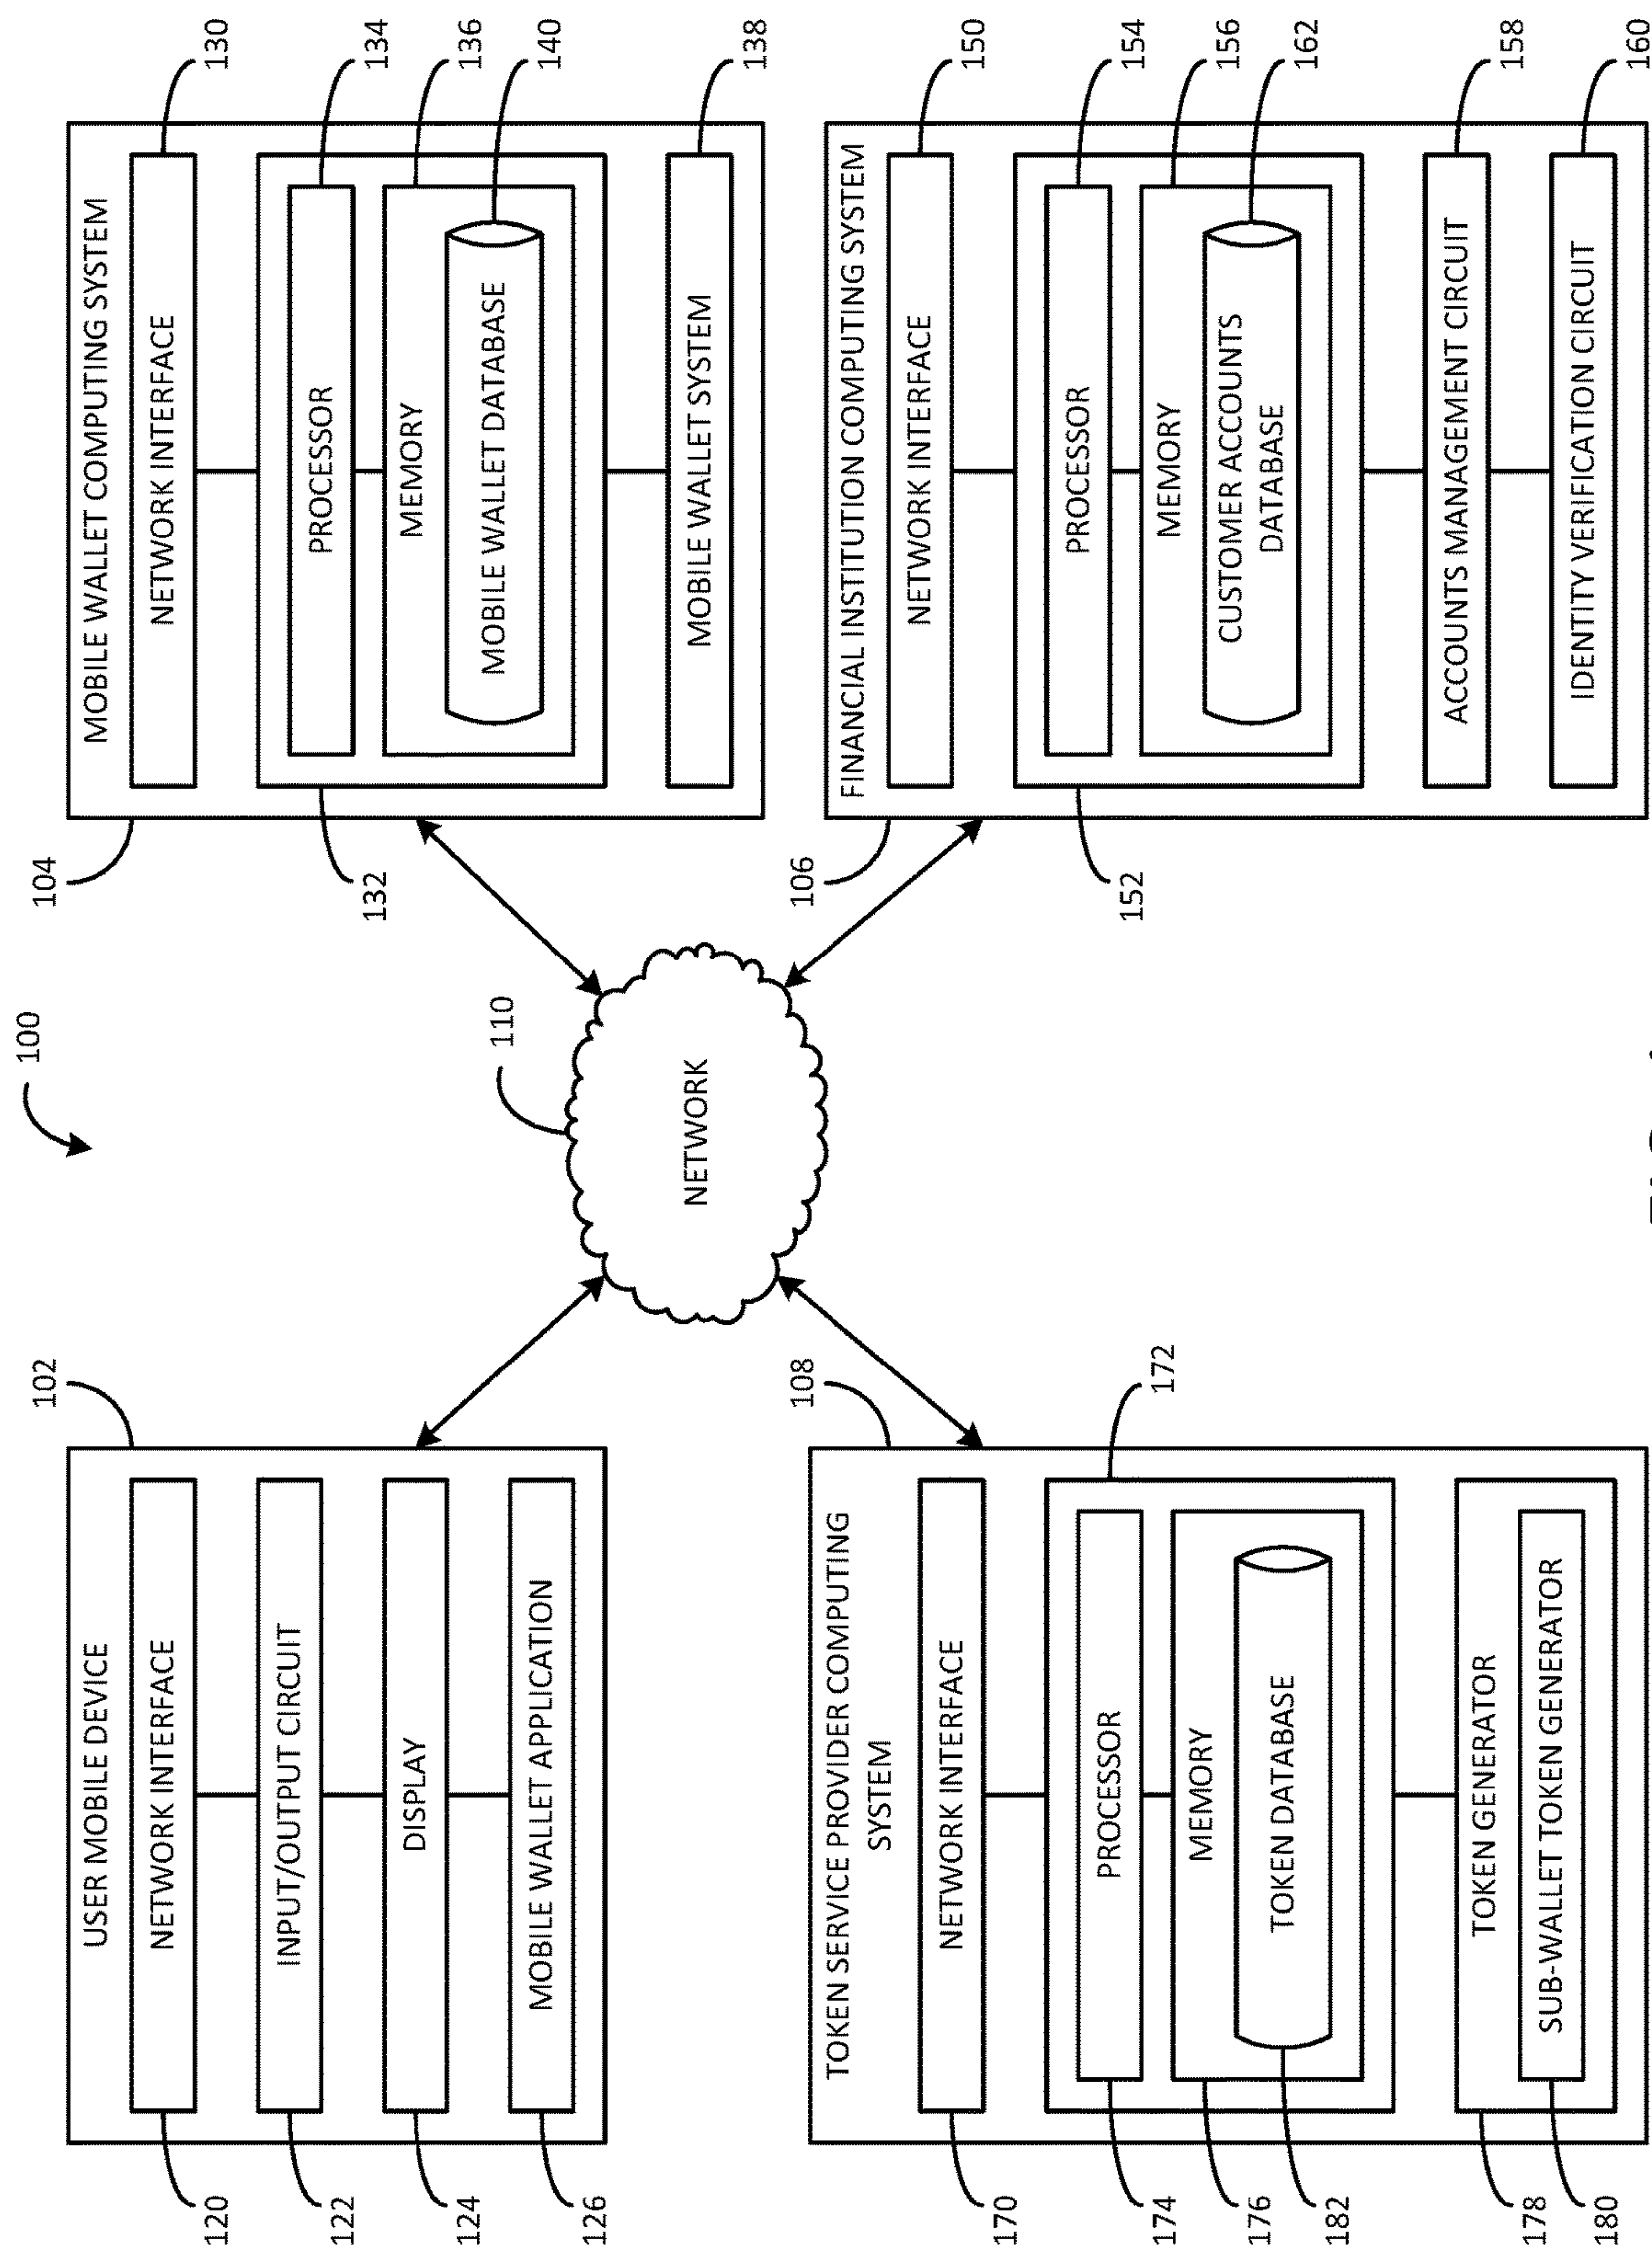 100
102
USER MOBILE DEVICE
NETWORK INTERFACE
120
INPUT/OUTPUT CIRCUIT
122
DISPLAY
124
MOBILE WALLET APPLICATION
126
104
MOBILE WALLET COMPUTING SYSTEM
NETWORK INTERFACE
130
132
PROCESSOR
134
MEMORY
136
MOBILE WALLET DATABASE
140
MOBILE WALLET SYSTEM
138
110
NETWORK
108
TOKEN SERVICE PROVIDER COMPUTING
SYSTEM
NETWORK INTERFACE
170
172
PROCESSOR
174
MEMORY
176
TOKEN DATABASE
182
TOKEN GENERATOR
178
SUB-WALLET TOKEN GENERATOR
180
106
FINANCIAL INSTITUTION COMPUTING SYSTEM
NETWORK INTERFACE
150
152
PROCESSOR
154
MEMORY
156
CUSTOMER ACCOUNTS
DATABASE
162
ACCOUNTS MANAGEMENT CIRCUIT
158
IDENTITY VERIFICATION CIRCUIT
160